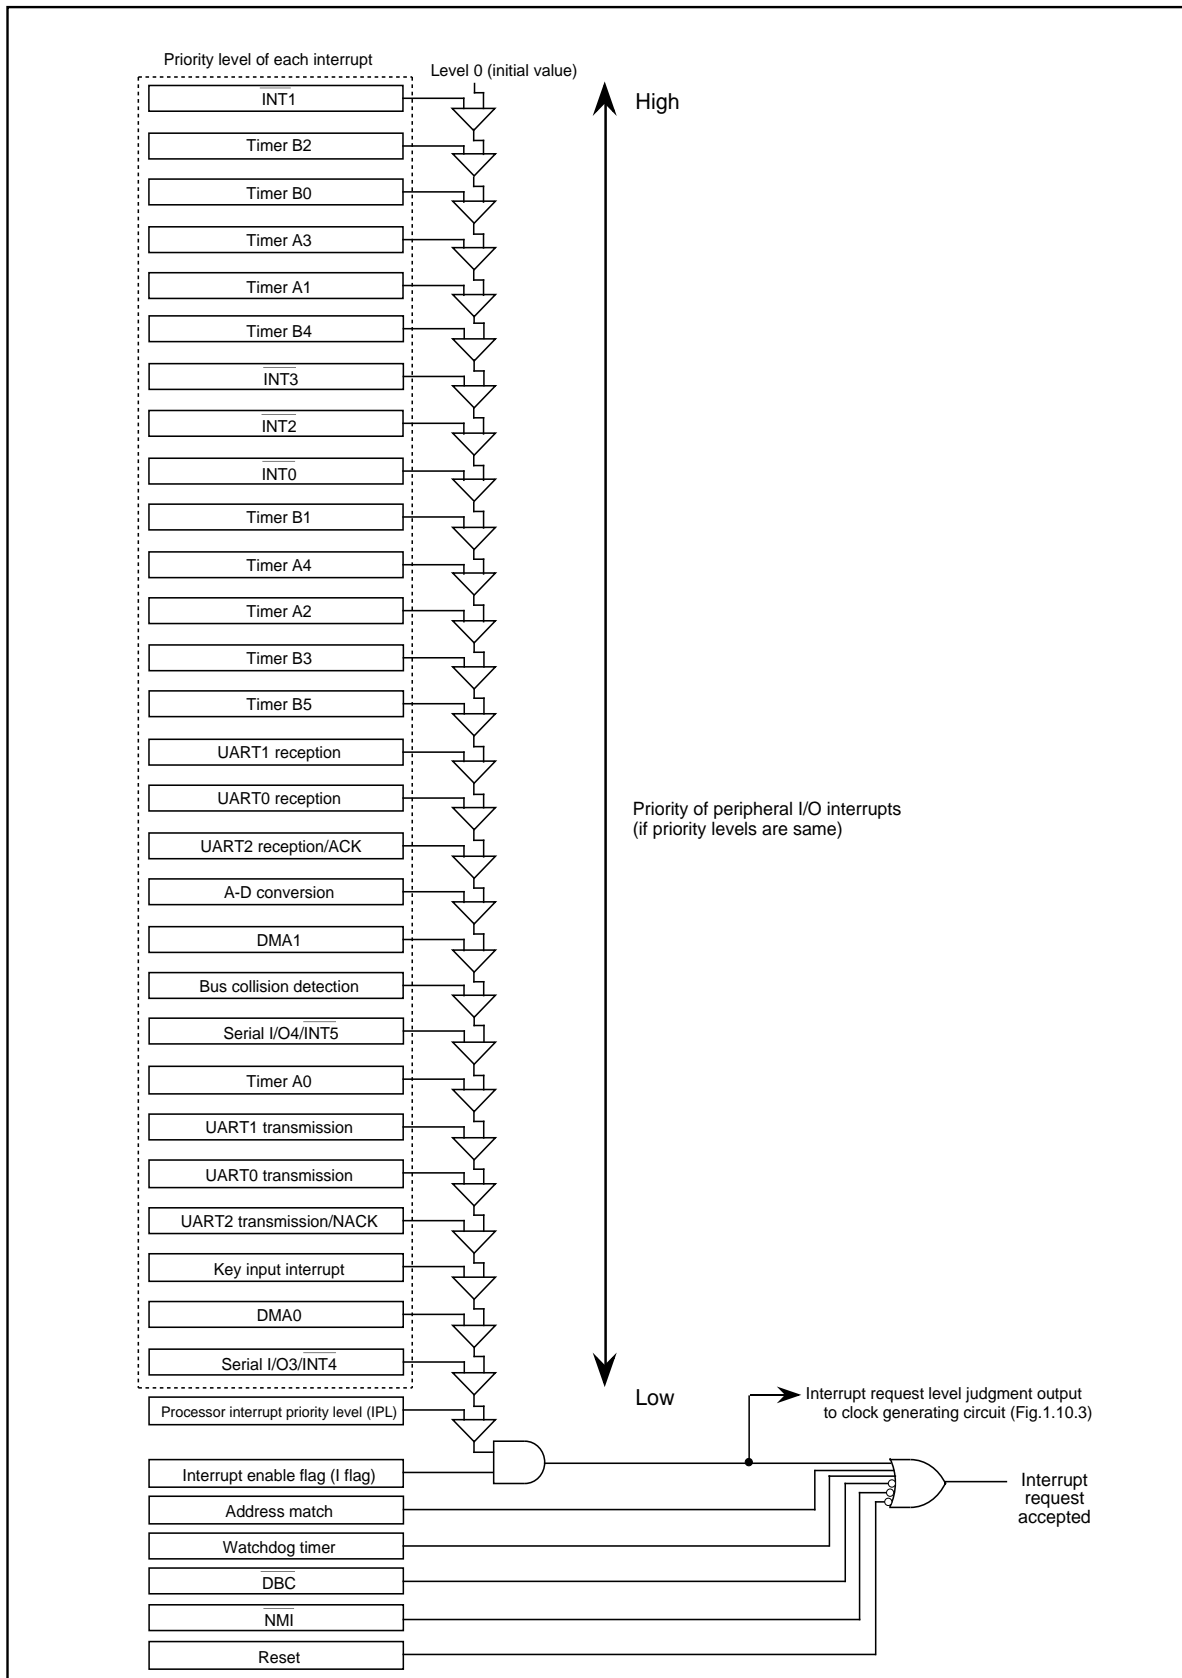 Priority level of each interrupt
Level 0 (initial value)
High
INT1
Timer B2
Timer B0
Timer A3
Timer A1
Timer B4
INT3
INT2
INT0
Timer B1
Timer A4
Timer A2
Timer B3
Timer B5
UART1 reception
UART0 reception
UART2 reception/ACK
A-D conversion
DMA1
Bus collision detection
Serial I/O4/INT5
Timer A0
UART1 transmission
UART0 transmission
UART2 transmission/NACK
Key input interrupt
DMA0
Serial I/O3/INT4
Priority of peripheral I/O interrupts
(if priority levels are same)
Low
Processor interrupt priority level (IPL)
Interrupt request level judgment output
to clock generating circuit (Fig.1.10.3)
Interrupt enable flag (I flag)
Address match
Watchdog timer
DBC
NMI
Reset
Interrupt
request
accepted